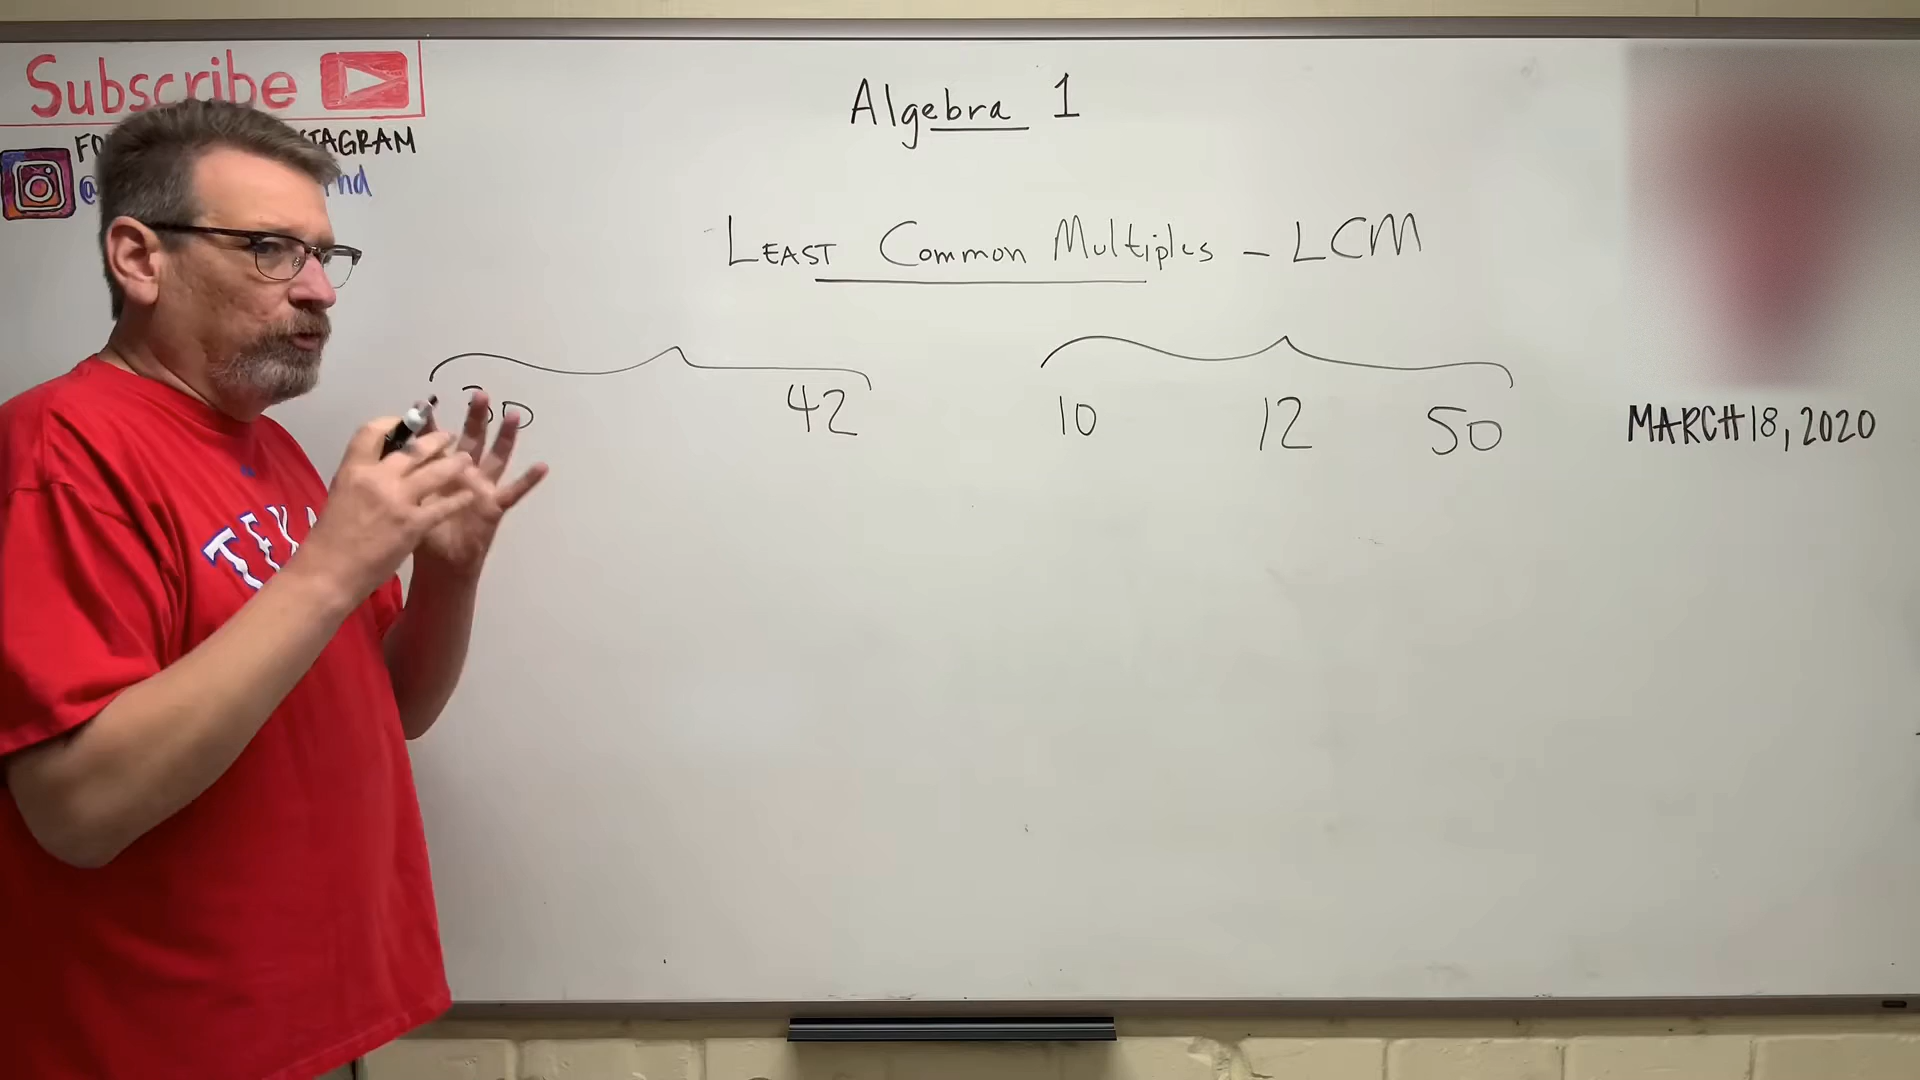 Subscribe
Algebra 1
Least Common Multiples - LCM
42
10 12 50
MARCH 18, 2020